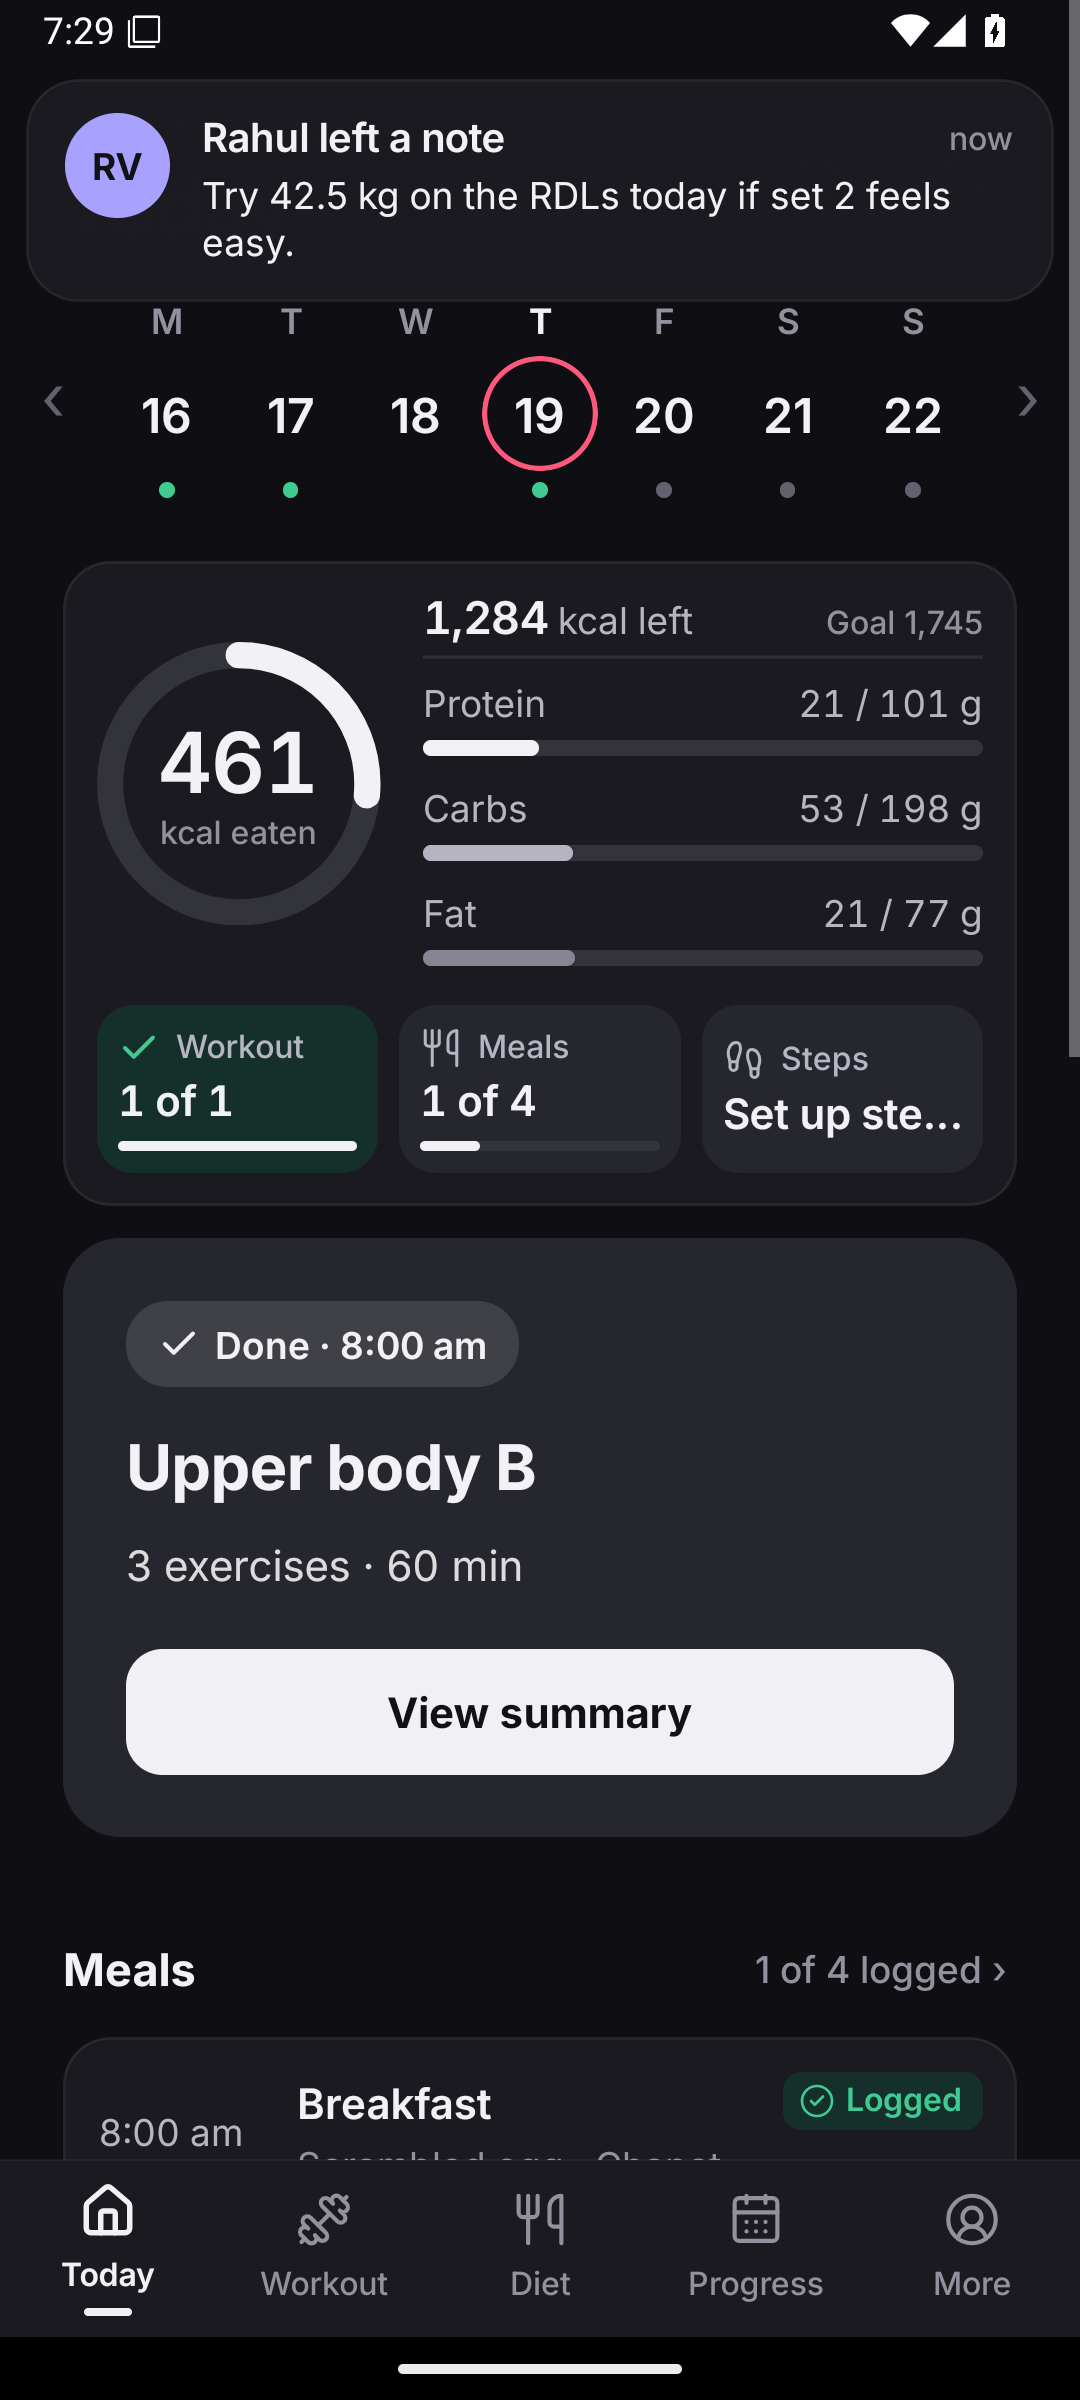 7:29
RV
Rahul left a note
now
Try 42.5 kg on the RDLs today if set 2 feels
easy.
M T W T F S S
‹ 16 17 18 19 20 21 22 ›
1,284 kcal left
Goal 1,745
461
kcal eaten
Protein 21 / 101 g
Carbs 53 / 198 g
Fat 21 / 77 g
Workout
1 of 1
Meals
1 of 4
Steps
Set up ste...
Done · 8:00 am
Upper body B
3 exercises · 60 min
View summary
Meals
1 of 4 logged ›
Breakfast
Logged
8:00 am
Today
Workout
Diet
Progress
More